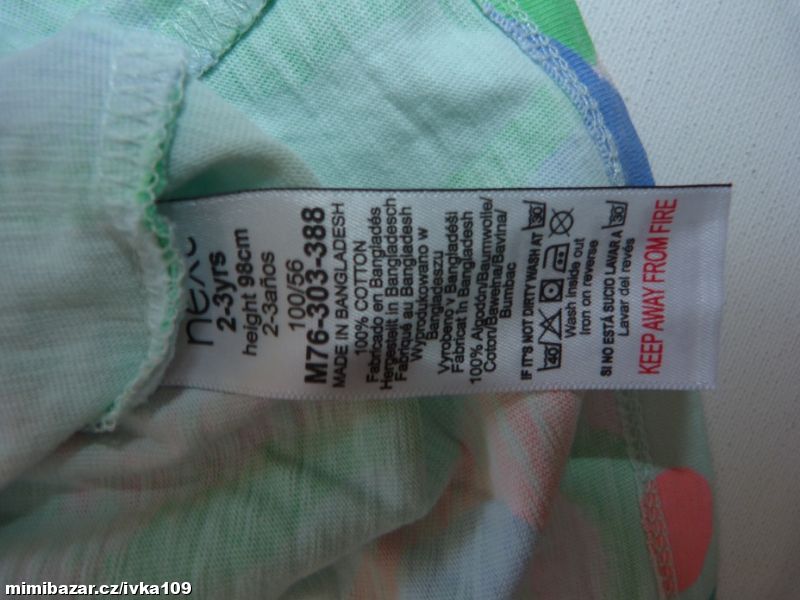 next
2-3yrs
height 98cm
2-3años
100/56
M76-303-388
MADE IN BANGLADESH
100% COTTON
Fabricado en Bangladés
Hergestellt in Bangladesch
Fabriqué au Bangladesh
Wyprodukowano w
Bangladeszu
Vyrobeno v Bangladéši
Fabricat în Bangladesh
100% Algodón/Baumwolle/
Coton/Bawełna/Bavlna/
Bumbac
IF IT'S NOT DIRTY WASH AT 30
40
Wash inside out
Iron on reverse
SI NO ESTÁ SUCIO LAVAR A 30
Lavar del revés
KEEP AWAY FROM FIRE
mimibazar.cz/ivka109